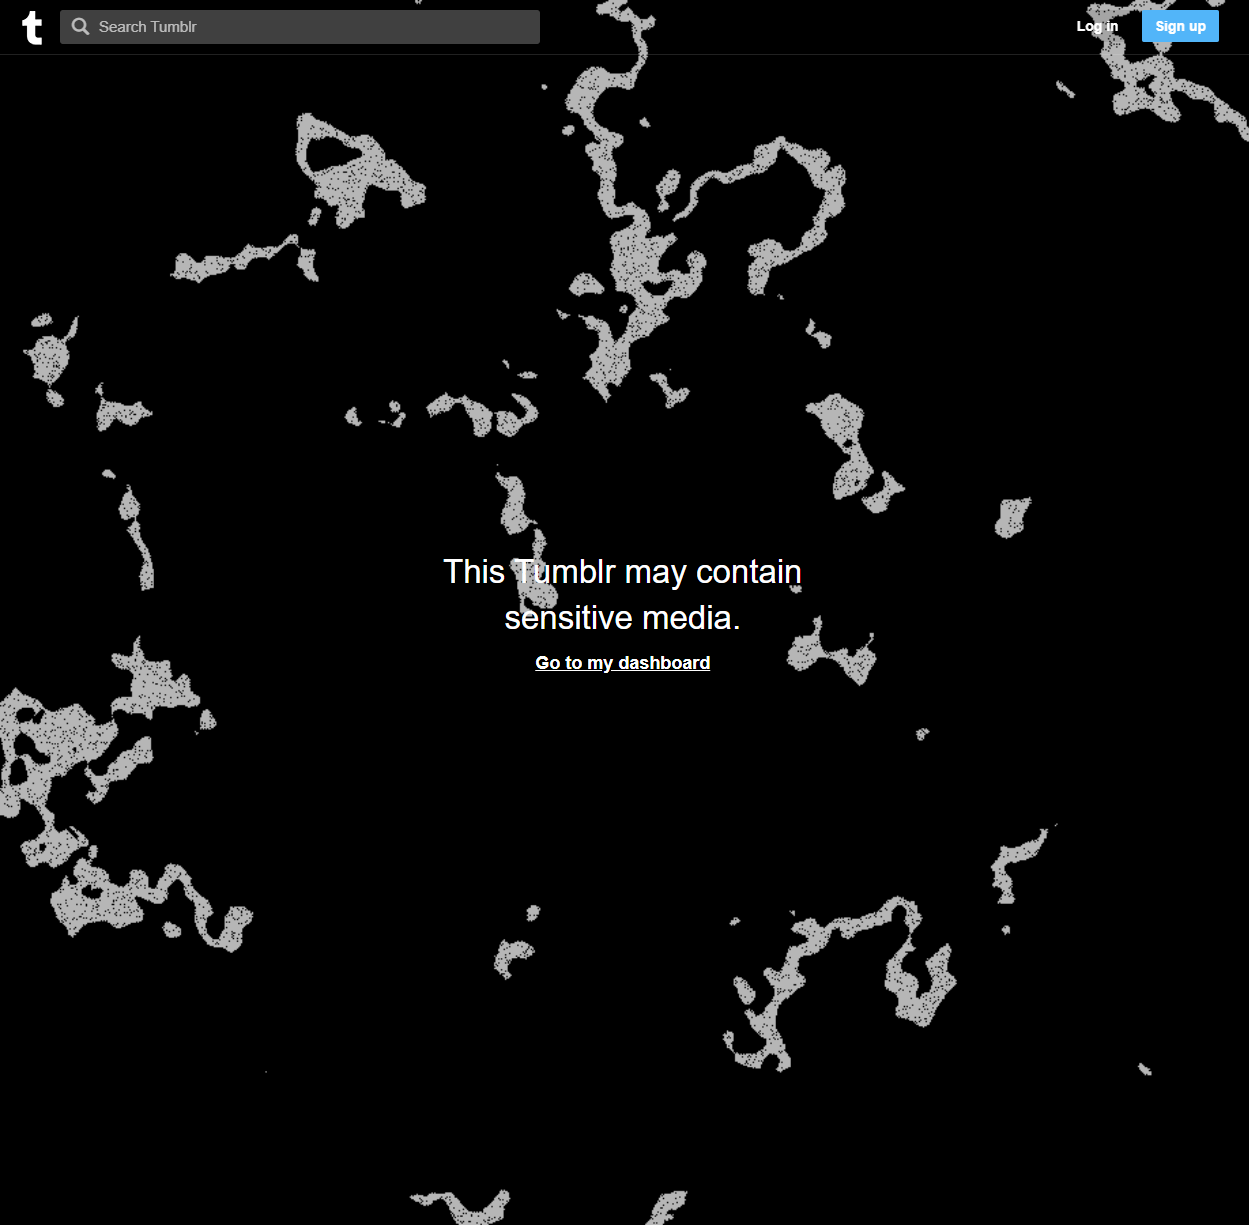 t
Search Tumblr
Log in
Sign up
This Tumblr may contain
sensitive media.
Go to my dashboard